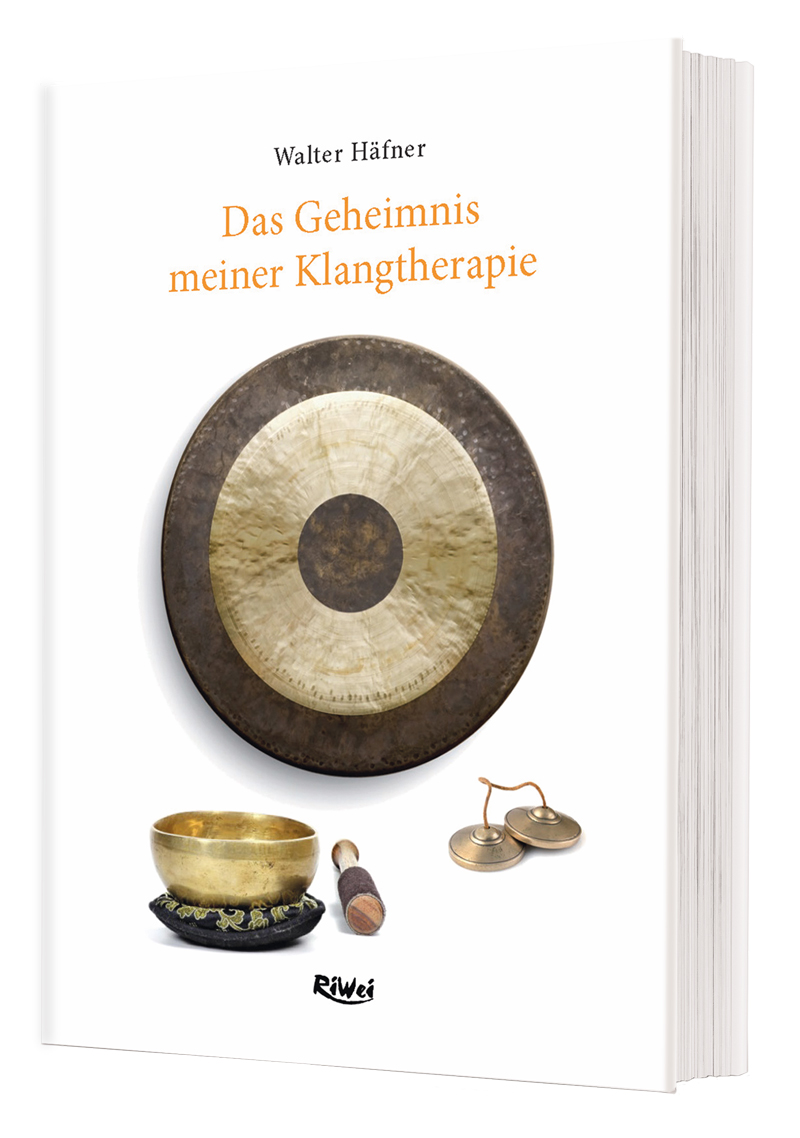 Walter Häfner
Das Geheimnis
meiner Klangtherapie
RiWei